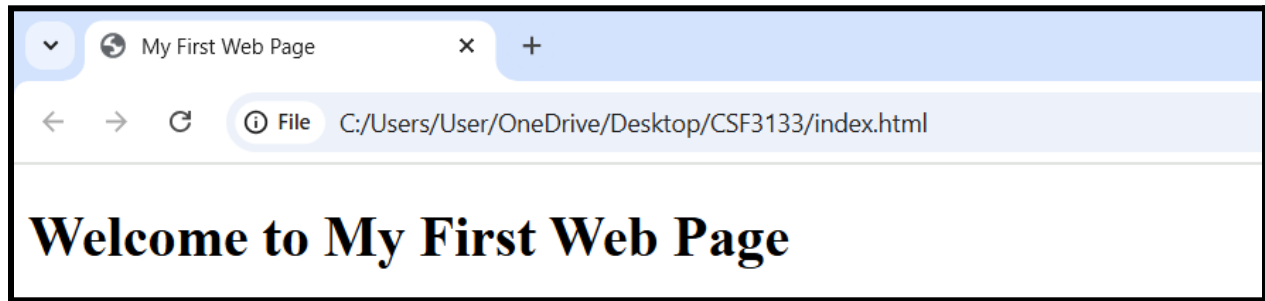 My First Web Page
File C:/Users/User/OneDrive/Desktop/CSF3133/index.html
Welcome to My First Web Page